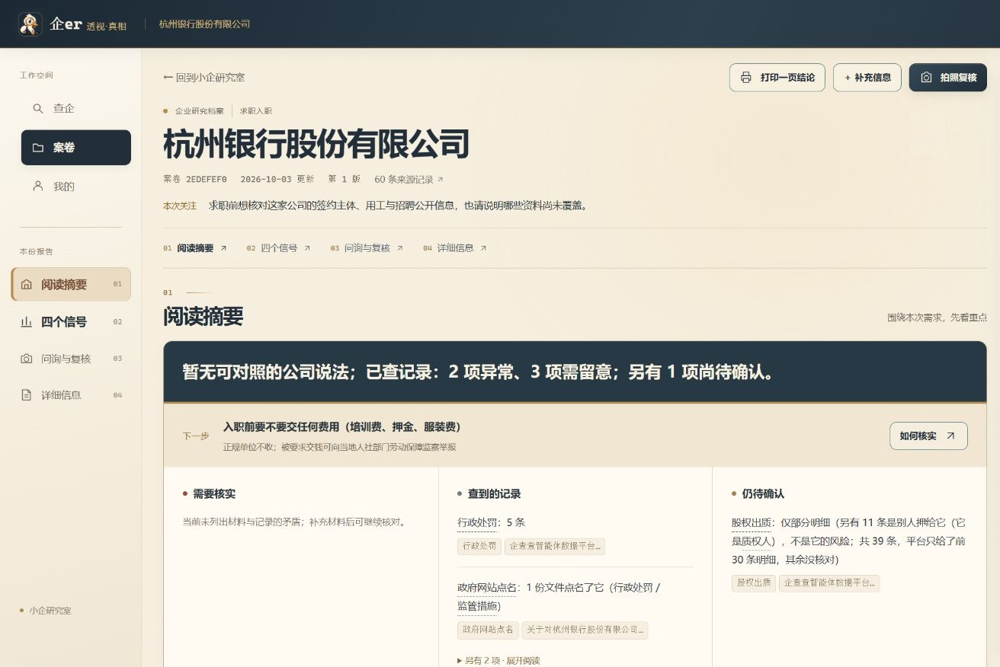 企er 透视·真相 杭州银行股份有限公司
工作空间
查企
案卷
我的
本份报告
阅读摘要 01
四个信号 02
问询与复核 03
详细信息 04
小企研究室
← 回到小企研究室
打印一页结论
+ 补充信息
拍照复核
企业研究档案 求职入职
杭州银行股份有限公司
案卷 2EDEFEF0 2026-10-03 更新 第 1 版 60 条来源记录 ↗
本次关注 求职前想核对这家公司的签约主体、用工与招聘公开信息，也请说明哪些资料尚未覆盖。
01 阅读摘要 ↗ 02 四个信号 ↗ 03 问询与复核 ↗ 04 详细信息 ↗
01
阅读摘要
围绕本次需求，先看重点
暂无可对照的公司说法；已查记录：2 项异常、3 项需留意；另有 1 项尚待确认。
下一步
入职前要不要交任何费用（培训费、押金、服装费）
正规单位不收；被要求交钱可向当地人社部门劳动保障监察举报
如何核实 ↗
需要核实
当前未列出材料与记录的矛盾；补充材料后可继续核对。
查到的记录
行政处罚：5 条
行政处罚 企查查智能体数据平台…
政府网站点名：1 份文件点名了它（行政处罚 /
监管措施）
政府网站点名 关于对杭州银行股份有限公司…
▶ 另有 2 项 · 展开阅读
仍待确认
股权出质：仅部分明细（另有 11 条是别人押给它（它
是质权人），不是它的风险；共 39 条，平台只给了前
30 条明细，其余没核对）
股权出质 企查查智能体数据平台…